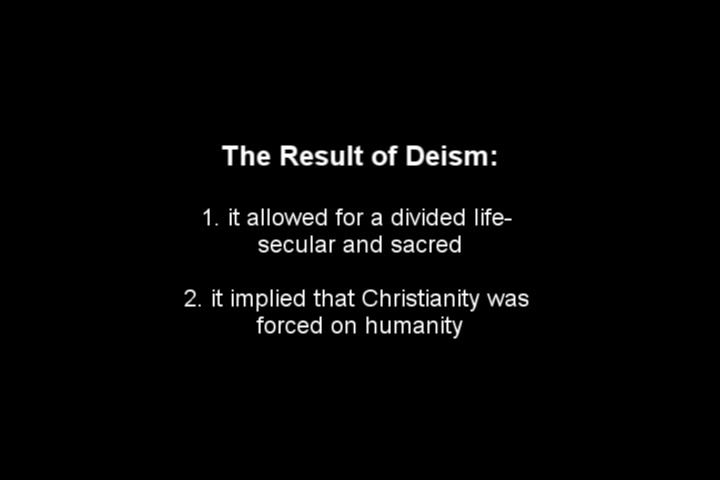 The Result of Deism:
1. it allowed for a divided life-
secular and sacred
2. it implied that Christianity was
forced on humanity